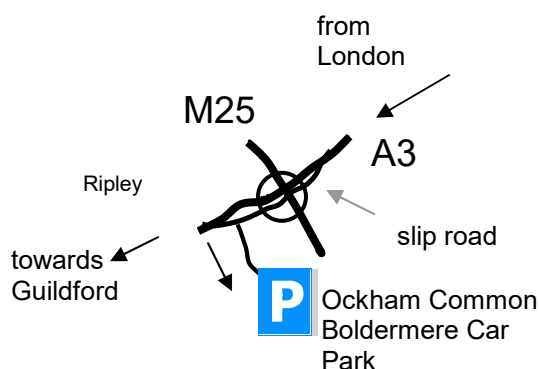 from
London
M25
A3
Ripley
slip road
towards
Guildford
P
Ockham Common
Boldermere Car
Park